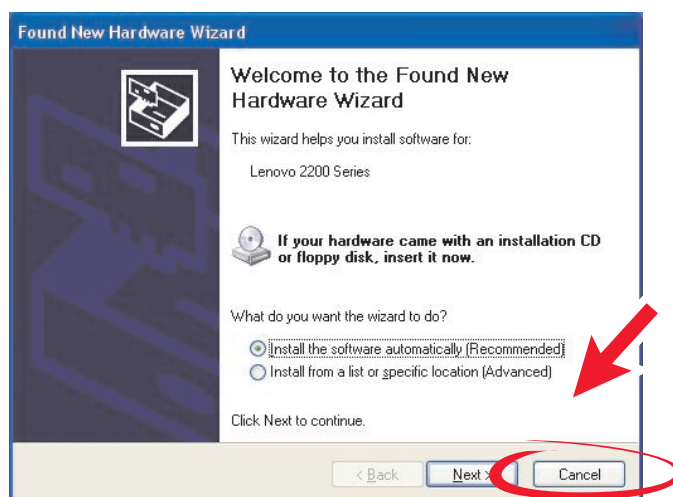 Found New Hardware Wizard
Welcome to the Found New
Hardware Wizard
This wizard helps you install software for:
Lenovo 2200 Series
If your hardware came with an installation CD
or floppy disk, insert it now.
What do you want the wizard to do?
Install the software automatically (Recommended)
Install from a list or specific location (Advanced)
Click Next to continue.
< Back Next > Cancel